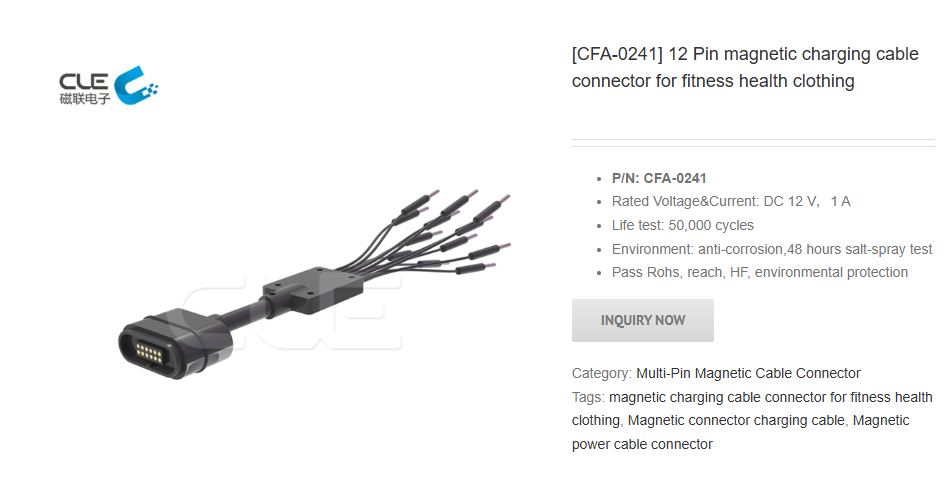 CLE
磁联电子
[CFA-0241] 12 Pin magnetic charging cable
connector for fitness health clothing
P/N: CFA-0241
Rated Voltage&Current: DC 12 V，1 A
Life test: 50,000 cycles
Environment: anti-corrosion,48 hours salt-spray test
Pass Rohs, reach, HF, environmental protection
CLE
INQUIRY NOW
Category: Multi-Pin Magnetic Cable Connector
Tags: magnetic charging cable connector for fitness health
clothing, Magnetic connector charging cable, Magnetic
power cable connector